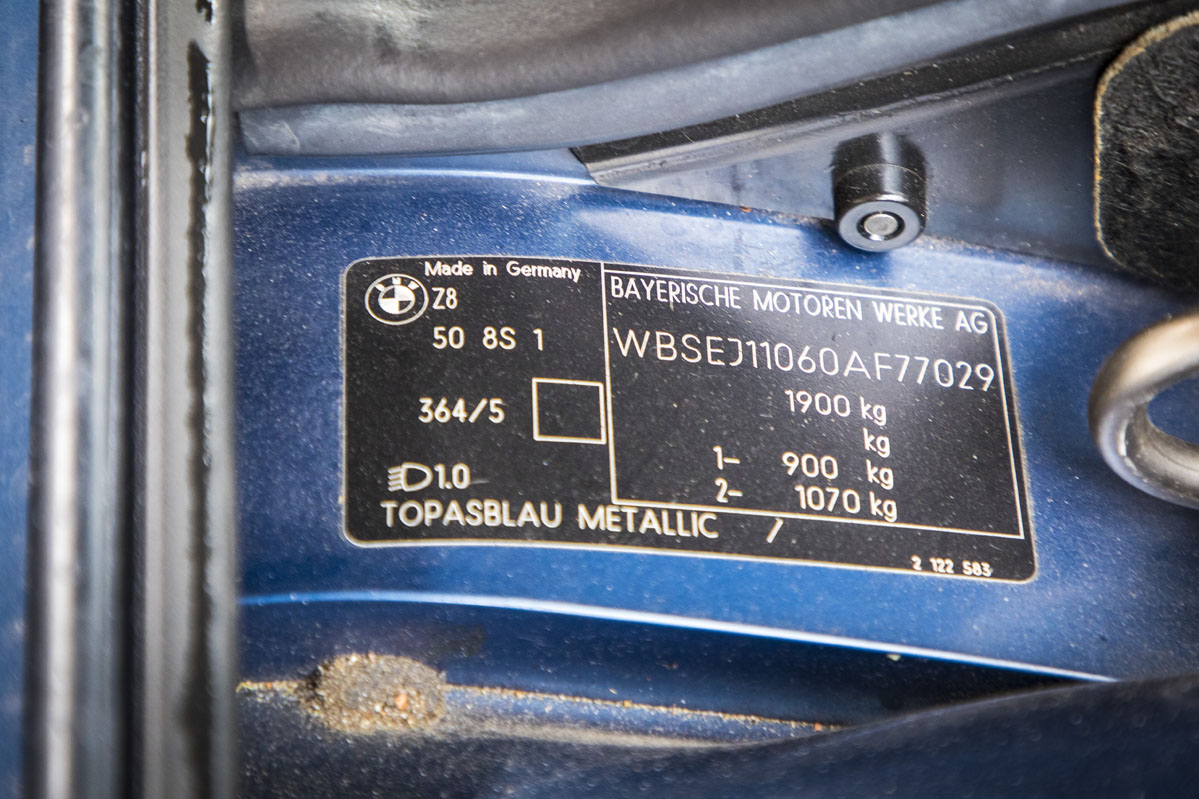 Made in Germany
BMW
Z8
50 8S 1
364/5
1.0
TOPASBLAU METALLIC /
BAYERISCHE MOTOREN WERKE AG
WBSEJ11060AF77029
1900 kg
kg
1- 900 kg
2- 1070 kg
2 122 583